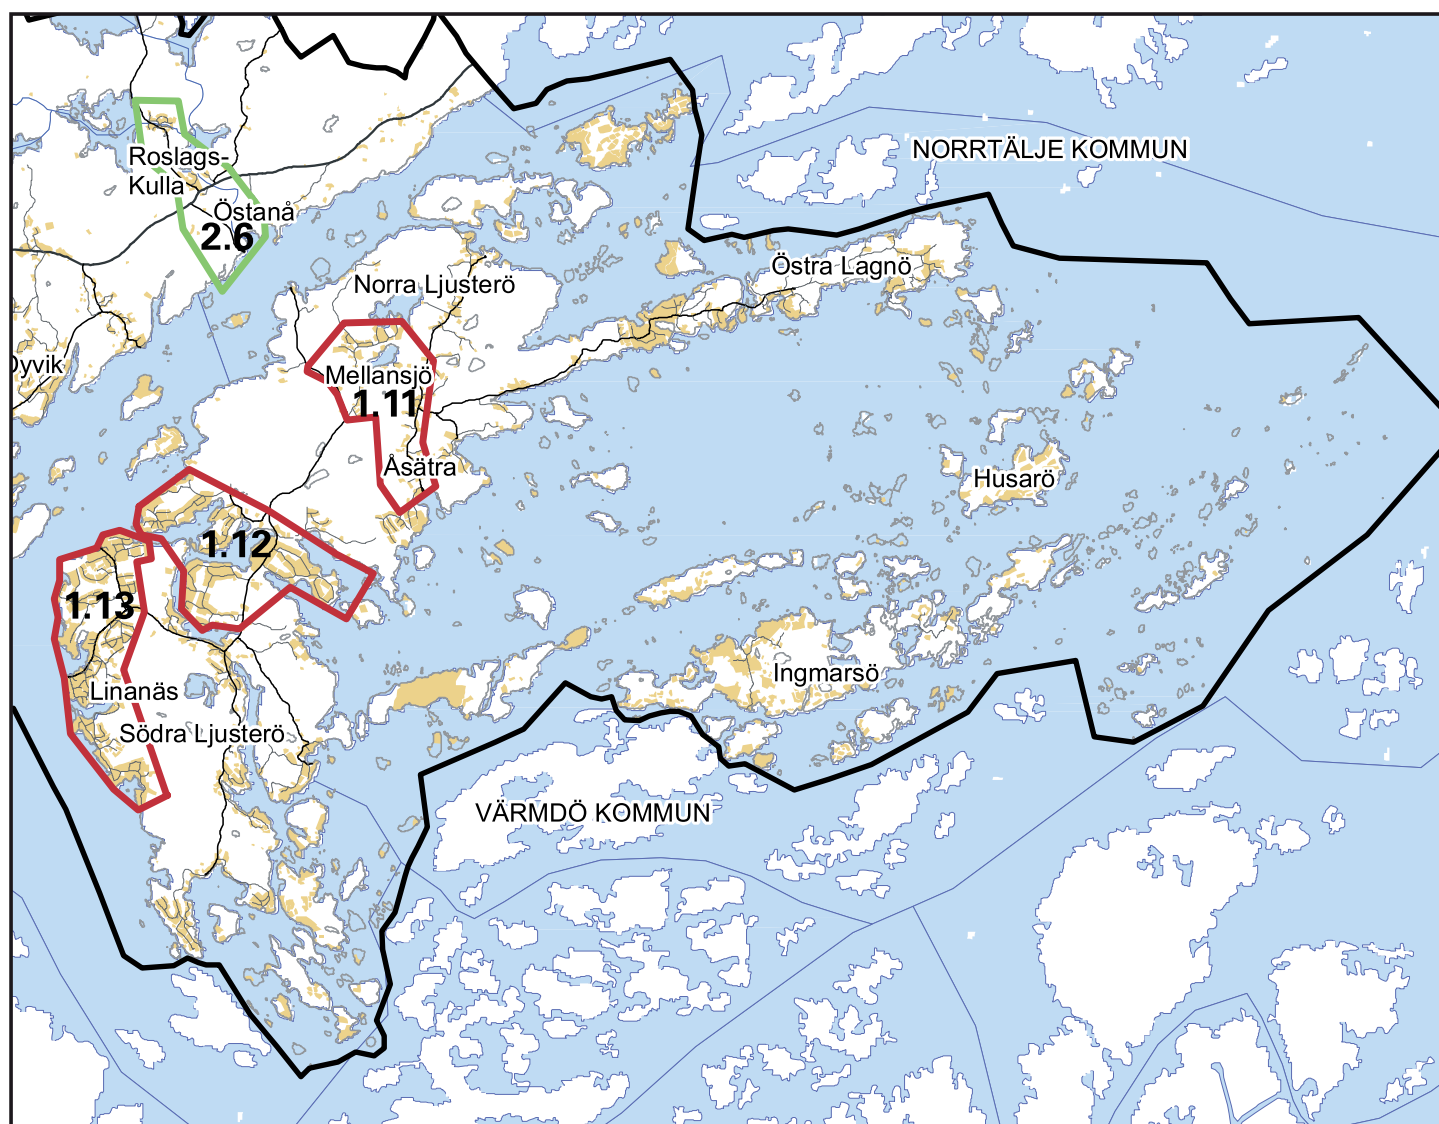 NORRTÄLJE KOMMUN
Roslags-
Kulla
Östanå
2.6
Östra Lagnö
Norra Ljusterö
yvik
Mellansjö
1.11
Åsätra
Husarö
1.12
1.13
Ingmarsö
Linanäs
Södra Ljusterö
VÄRMDÖ KOMMUN